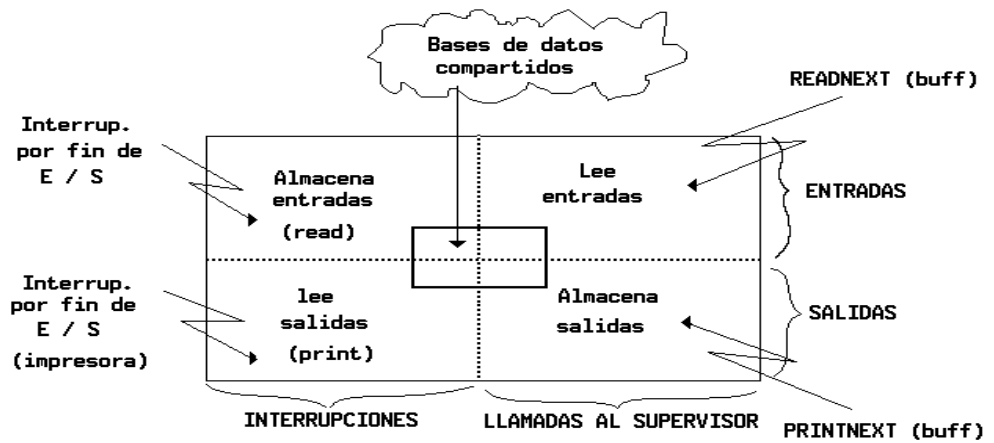 Bases de datos
compartidos
READNEXT (buff)
Interrup.
por fin de
E / S
Almacena
entradas
(read)
Lee
entradas
ENTRADAS
Interrup.
por fin de
E / S
(impresora)
lee
salidas
(print)
Almacena
salidas
SALIDAS
INTERRUPCIONES
LLAMADAS AL SUPERVISOR
PRINTNEXT (buff)